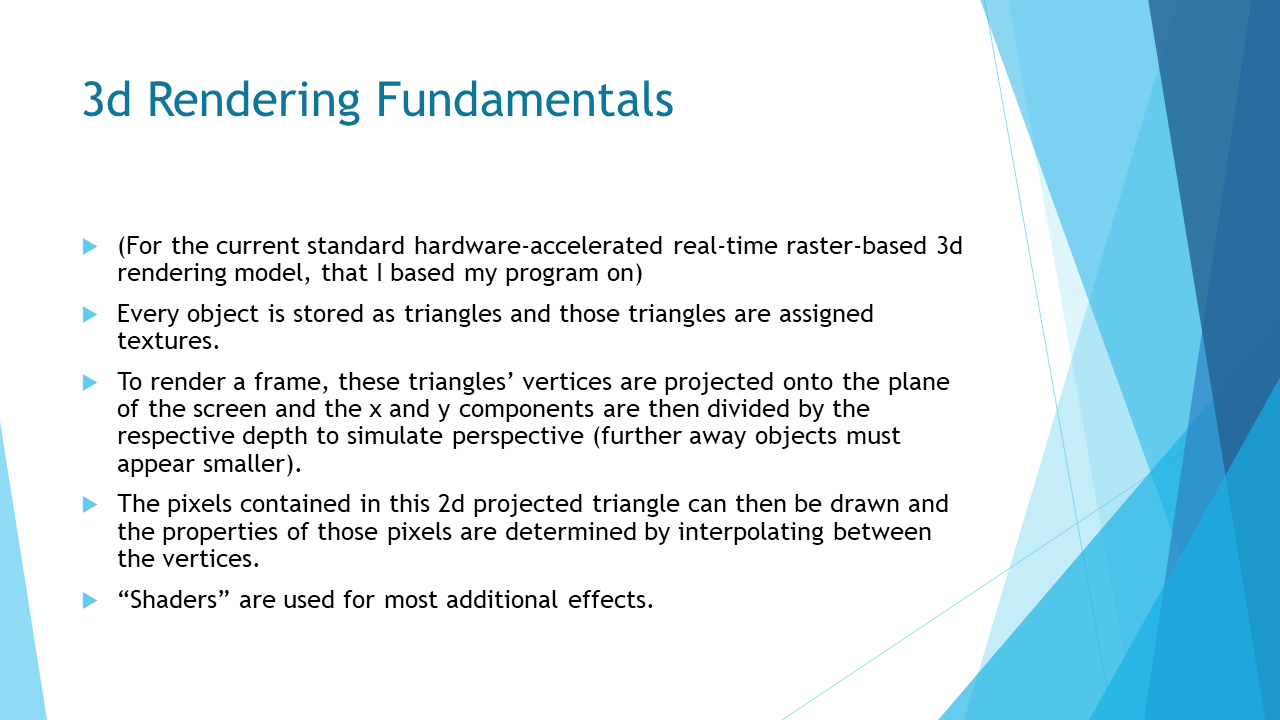 3d Rendering Fundamentals
(For the current standard hardware-accelerated real-time raster-based 3d
rendering model, that I based my program on)
Every object is stored as triangles and those triangles are assigned
textures.
To render a frame, these triangles’ vertices are projected onto the plane
of the screen and the x and y components are then divided by the
respective depth to simulate perspective (further away objects must
appear smaller).
The pixels contained in this 2d projected triangle can then be drawn and
the properties of those pixels are determined by interpolating between
the vertices.
“Shaders” are used for most additional effects.